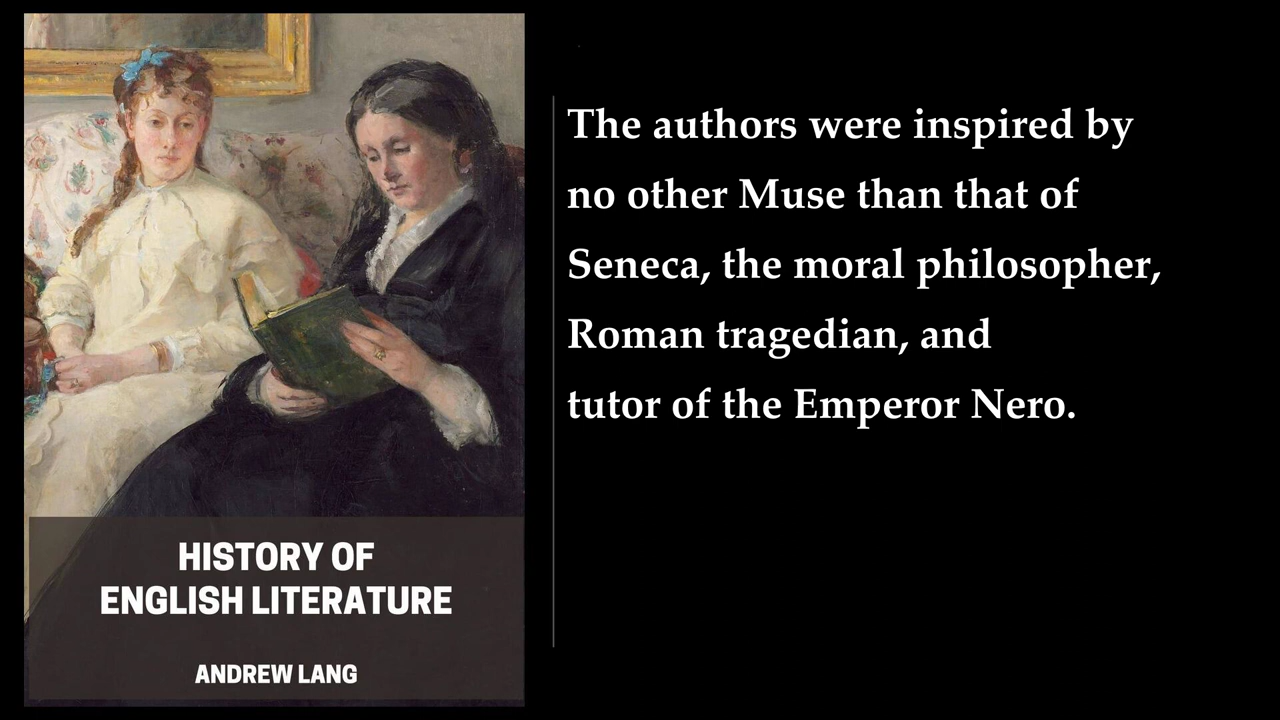 The authors were inspired by
no other Muse than that of
Seneca, the moral philosopher,
Roman tragedian, and
tutor of the Emperor Nero.
HISTORY OF
ENGLISH LITERATURE
ANDREW LANG